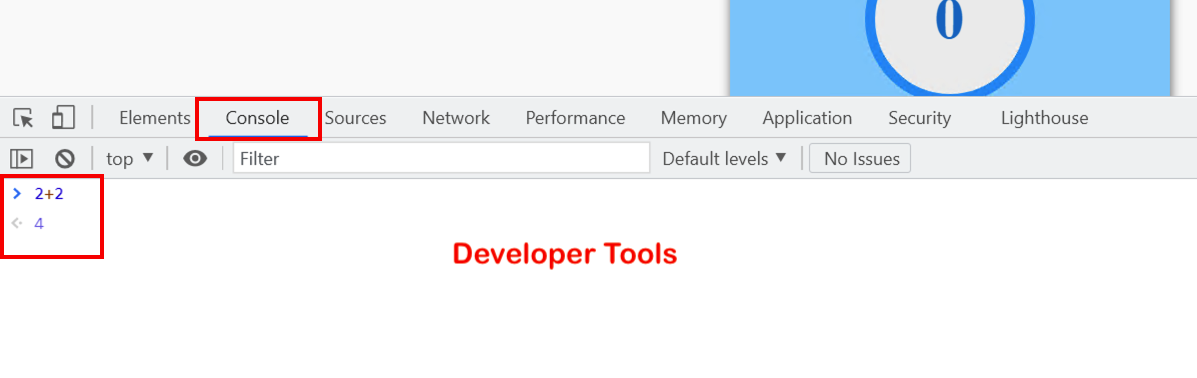 0
Elements Console Sources Network Performance Memory Application Security Lighthouse
top Filter Default levels No Issues
2+2
4
Developer Tools